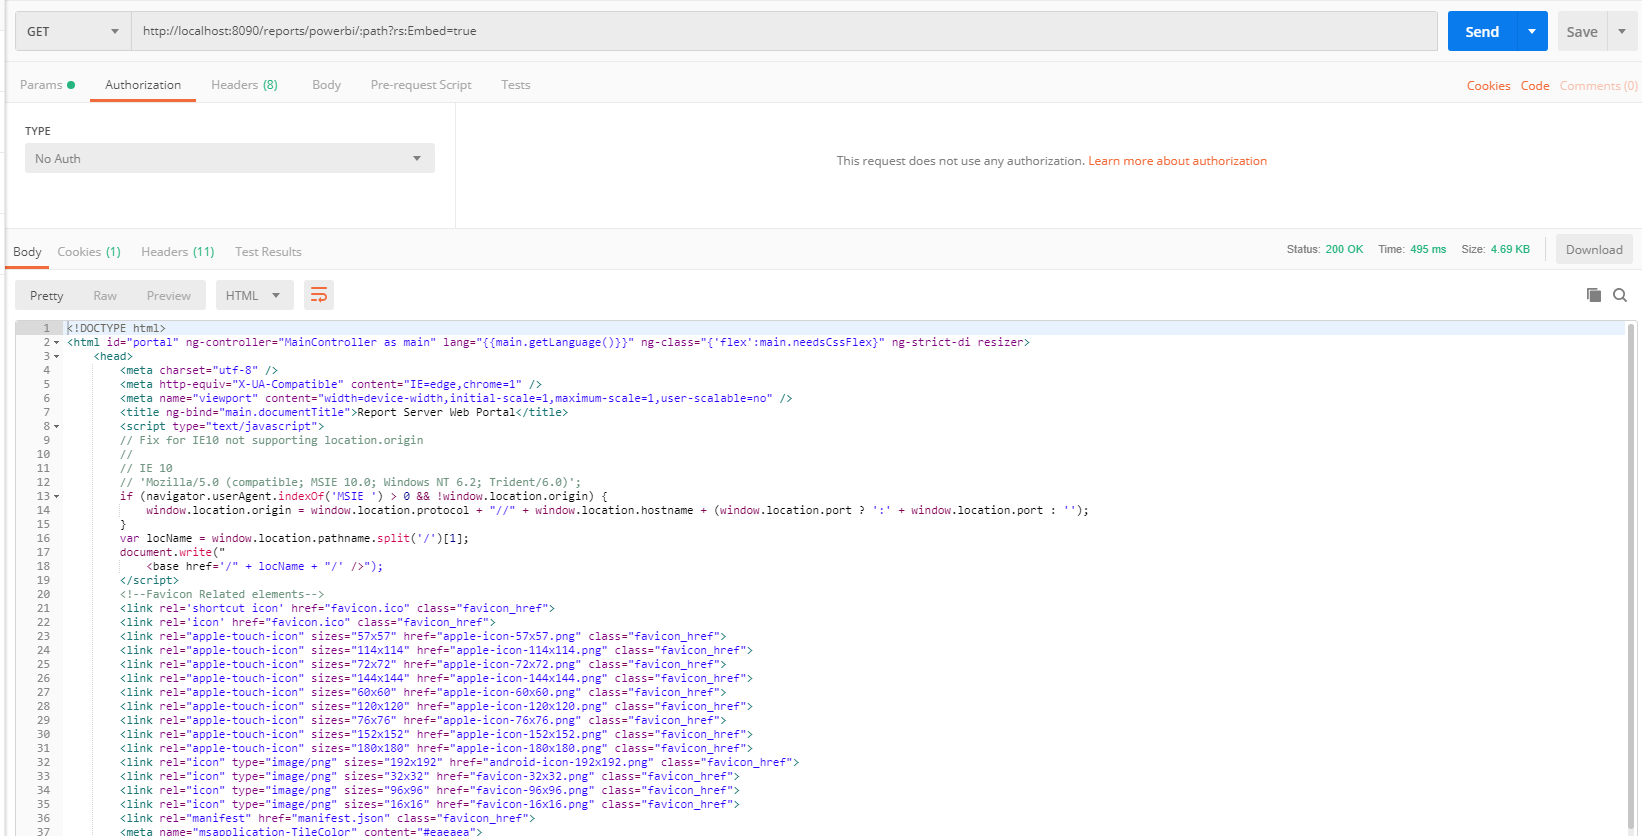 GET http://localhost:8090/reports/powerbi/:path?rs:Embed=true Send Save
Params Authorization Headers (8) Body Pre-request Script Tests Cookies Code Comments (0)
TYPE
No Auth
This request does not use any authorization. Learn more about authorization
Body Cookies (1) Headers (11) Test Results Status: 200 OK Time: 495 ms Size: 4.69 KB Download
Pretty Raw Preview HTML
1 <!DOCTYPE html>
2 <html id="portal" ng-controller="MainController as main" lang="{{main.getLanguage()}}" ng-class="{'flex':main.needsCssFlex}" ng-strict-di resizer>
3 <head>
4 <meta charset="utf-8" />
5 <meta http-equiv="X-UA-Compatible" content="IE=edge,chrome=1" />
6 <meta name="viewport" content="width=device-width,initial-scale=1,maximum-scale=1,user-scalable=no" />
7 <title ng-bind="main.documentTitle">Report Server Web Portal</title>
8 <script type="text/javascript">
9 // Fix for IE10 not supporting location.origin
10 //
11 // IE 10
12 // 'Mozilla/5.0 (compatible; MSIE 10.0; Windows NT 6.2; Trident/6.0)';
13 if (navigator.userAgent.indexOf('MSIE ') > 0 && !window.location.origin) {
14 window.location.origin = window.location.protocol + "//" + window.location.hostname + (window.location.port ? ':' + window.location.port : '');
15 }
16 var locName = window.location.pathname.split('/')[1];
17 document.write("
18 <base href='/" + locName + "/' />");
19 </script>
20 <!--Favicon Related elements-->
21 <link rel='shortcut icon' href="favicon.ico" class="favicon_href">
22 <link rel='icon' href="favicon.ico" class="favicon_href">
23 <link rel="apple-touch-icon" sizes="57x57" href="apple-icon-57x57.png" class="favicon_href">
24 <link rel="apple-touch-icon" sizes="114x114" href="apple-icon-114x114.png" class="favicon_href">
25 <link rel="apple-touch-icon" sizes="72x72" href="apple-icon-72x72.png" class="favicon_href">
26 <link rel="apple-touch-icon" sizes="144x144" href="apple-icon-144x144.png" class="favicon_href">
27 <link rel="apple-touch-icon" sizes="60x60" href="apple-icon-60x60.png" class="favicon_href">
28 <link rel="apple-touch-icon" sizes="120x120" href="apple-icon-120x120.png" class="favicon_href">
29 <link rel="apple-touch-icon" sizes="76x76" href="apple-icon-76x76.png" class="favicon_href">
30 <link rel="apple-touch-icon" sizes="152x152" href="apple-icon-152x152.png" class="favicon_href">
31 <link rel="apple-touch-icon" sizes="180x180" href="apple-icon-180x180.png" class="favicon_href">
32 <link rel="icon" type="image/png" sizes="192x192" href="android-icon-192x192.png" class="favicon_href">
33 <link rel="icon" type="image/png" sizes="32x32" href="favicon-32x32.png" class="favicon_href">
34 <link rel="icon" type="image/png" sizes="96x96" href="favicon-96x96.png" class="favicon_href">
35 <link rel="icon" type="image/png" sizes="16x16" href="favicon-16x16.png" class="favicon_href">
36 <link rel="manifest" href="manifest.json" class="favicon_href">
37 <meta name="msapplication-TileColor" content="#eaeaea">